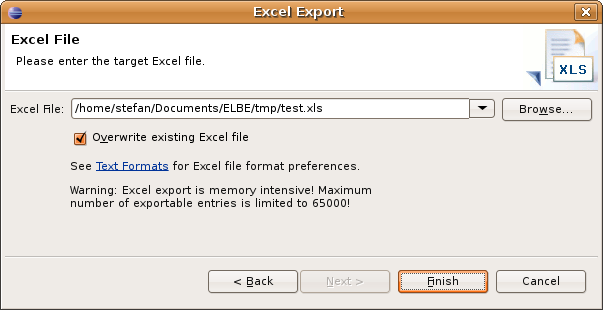 Excel Export
Excel File
Please enter the target Excel file.
XLS
Excel File: /home/stefan/Documents/ELBE/tmp/test.xls Browse...
Overwrite existing Excel file
See Text Formats for Excel file format preferences.
Warning: Excel export is memory intensive! Maximum
number of exportable entries is limited to 65000!
< Back Next > Finish Cancel